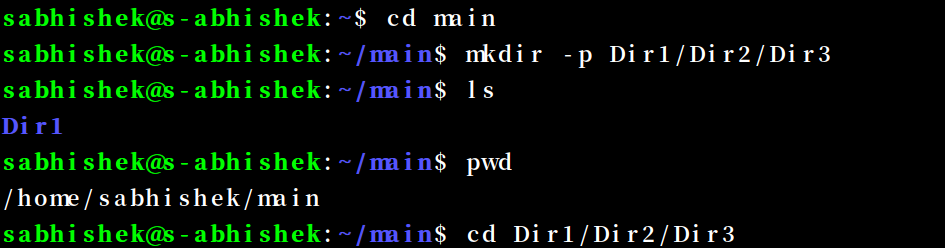 sabhishek@s-abhishek:~$ cd main
sabhishek@s-abhishek:~/main$ mkdir -p Dir1/Dir2/Dir3
sabhishek@s-abhishek:~/main$ ls
Dir1
sabhishek@s-abhishek:~/main$ pwd
/home/sabhishek/main
sabhishek@s-abhishek:~/main$ cd Dir1/Dir2/Dir3